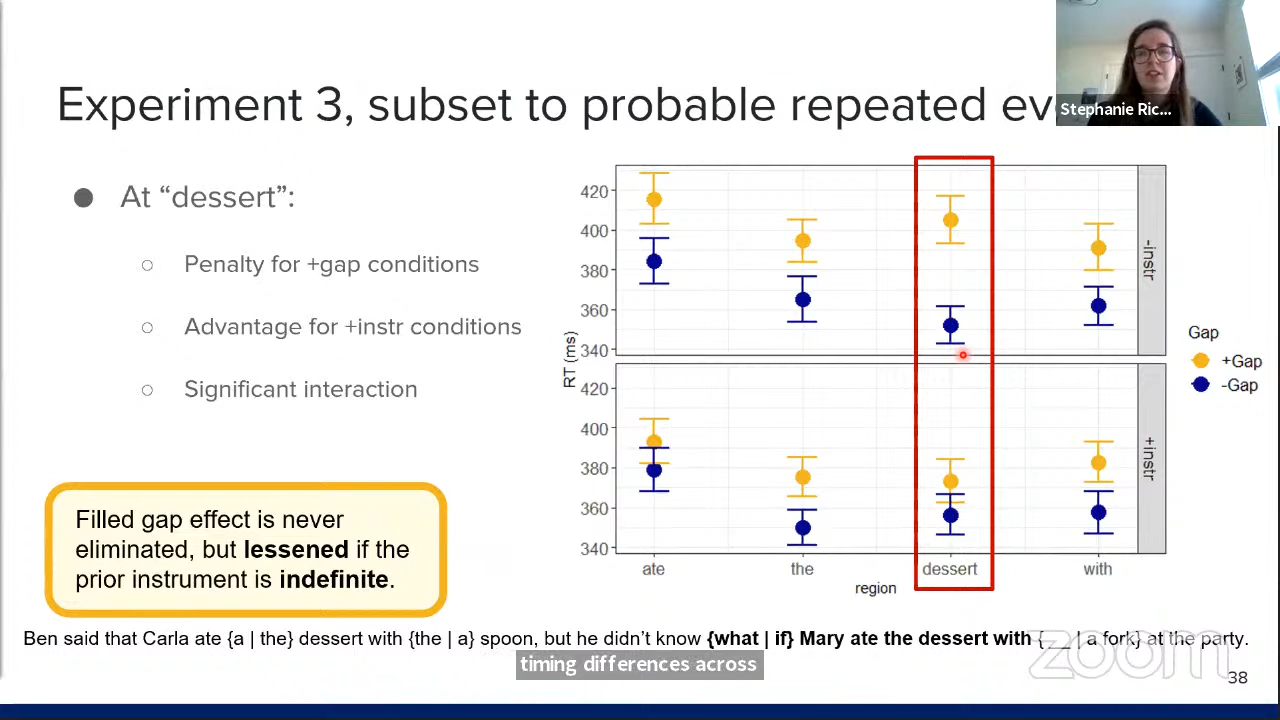 Experiment 3, subset to probable repeated ev
Stephanie Ric...
● At “dessert”:
○ Penalty for +gap conditions
○ Advantage for +instr conditions
○ Significant interaction
Filled gap effect is never
eliminated, but lessened if the
prior instrument is indefinite.
RT (ms)
420
400
380
360
340
-instr
420
400
380
360
340
+instr
ate the dessert with
region
Gap
+Gap
-Gap
Ben said that Carla ate {a | the} dessert with {the | a} spoon, but he didn’t know {what | if} Mary ate the dessert with {__ | a fork} at the party.
timing differences across
zoom
38